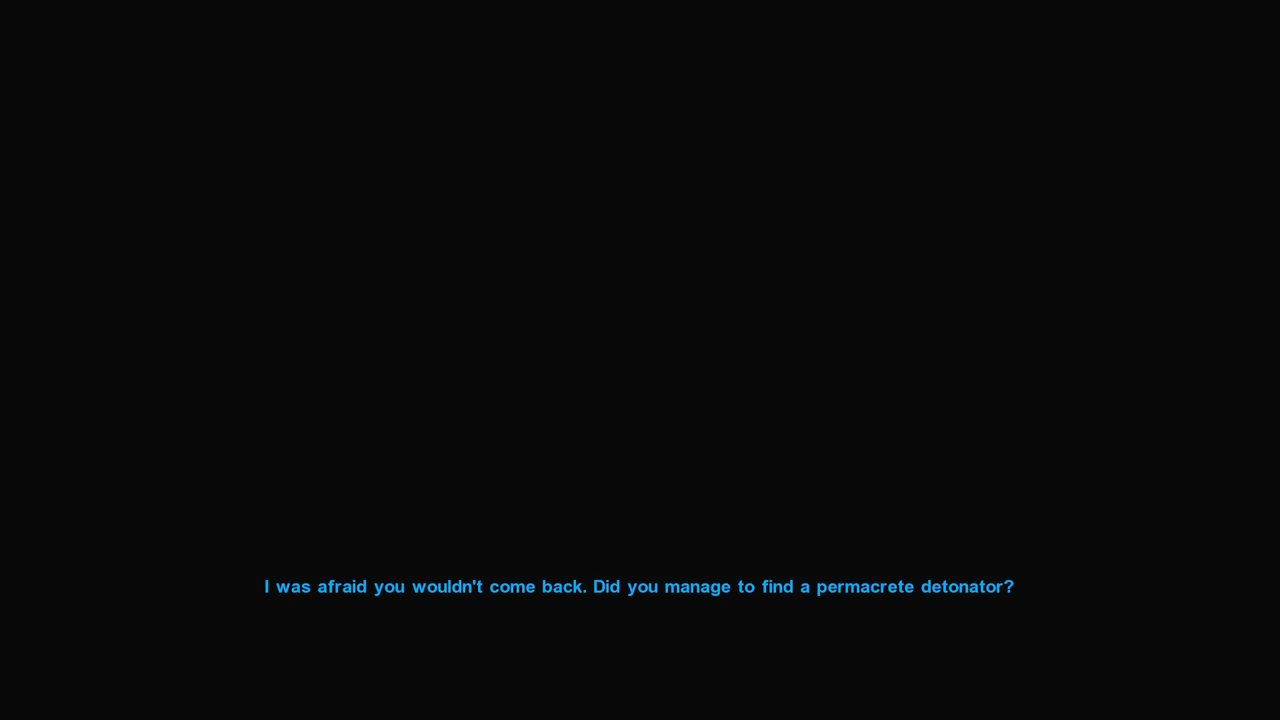 I was afraid you wouldn't come back. Did you manage to find a permacrete detonator?